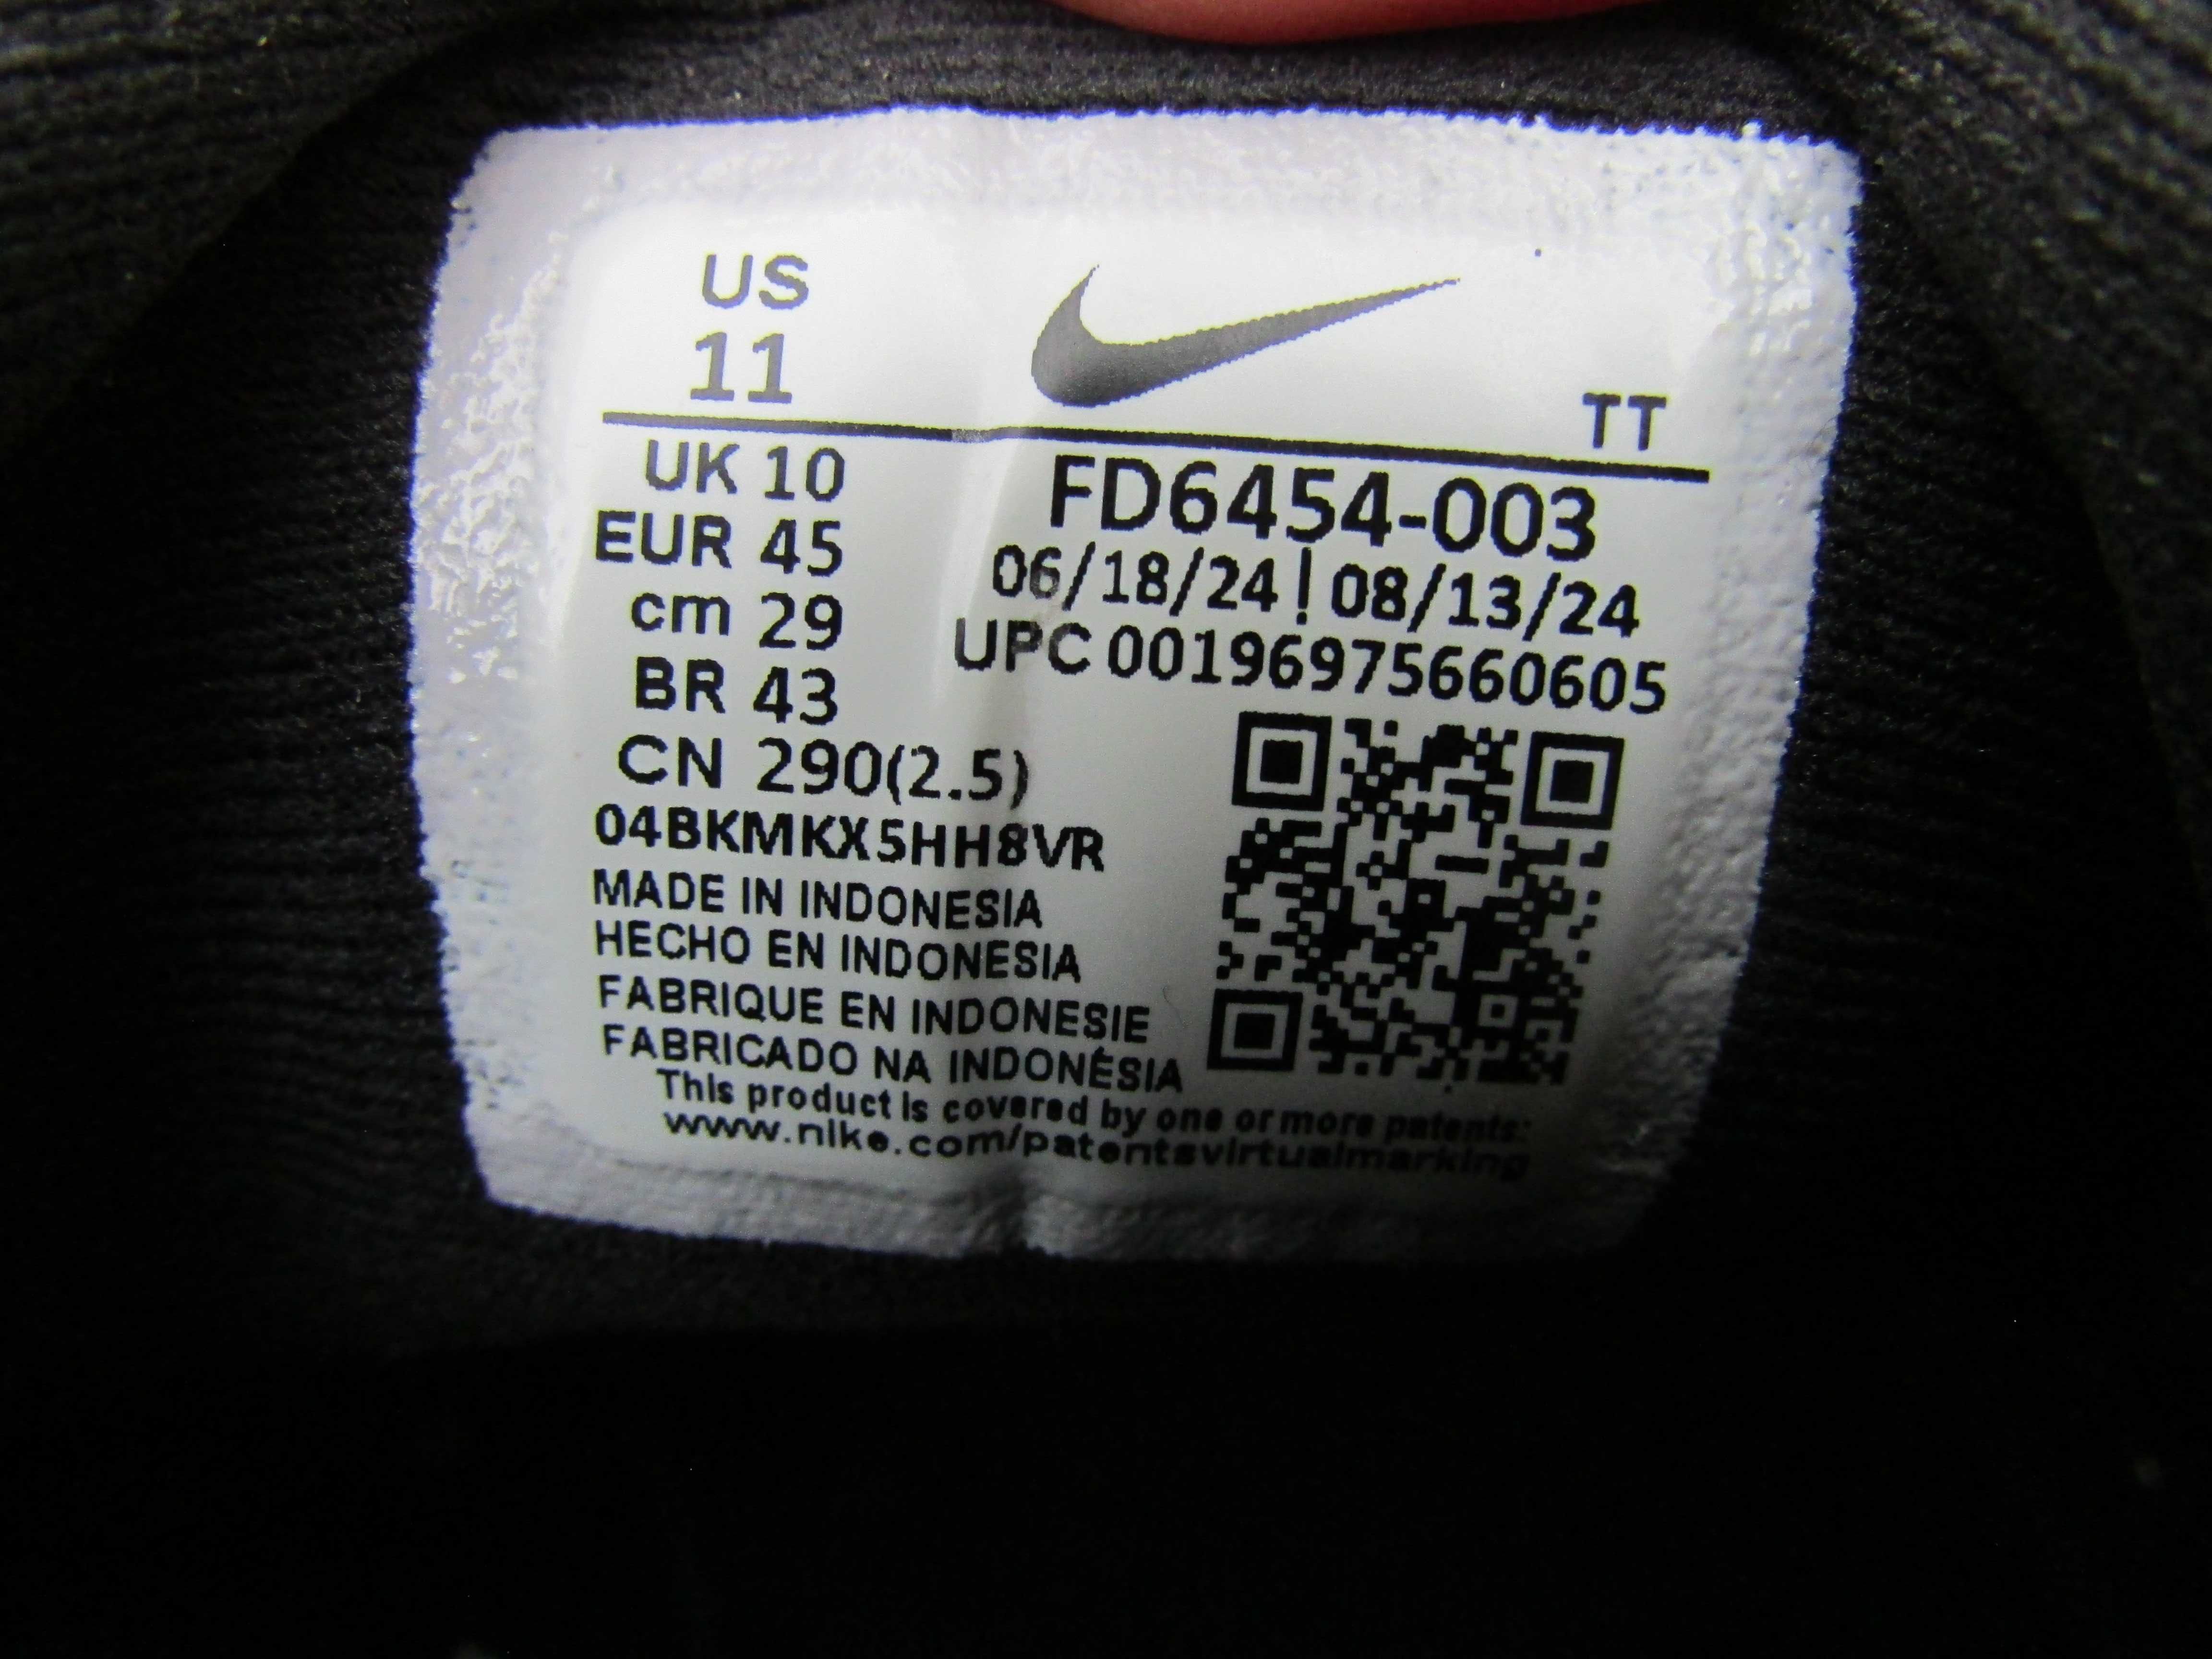 US
11
TT
UK 10
EUR 45
cm 29
BR 43
CN 290(2.5)
FD6454-003
06/18/24 ! 08/13/24
UPC 00196975660605
04BKMKX5HH8VR
MADE IN INDONESIA
HECHO EN INDONESIA
FABRIQUE EN INDONESIE
FABRICADO NA INDONÉSIA
This product is covered by one or more patents:
www.nike.com/patentsvirtualmarking